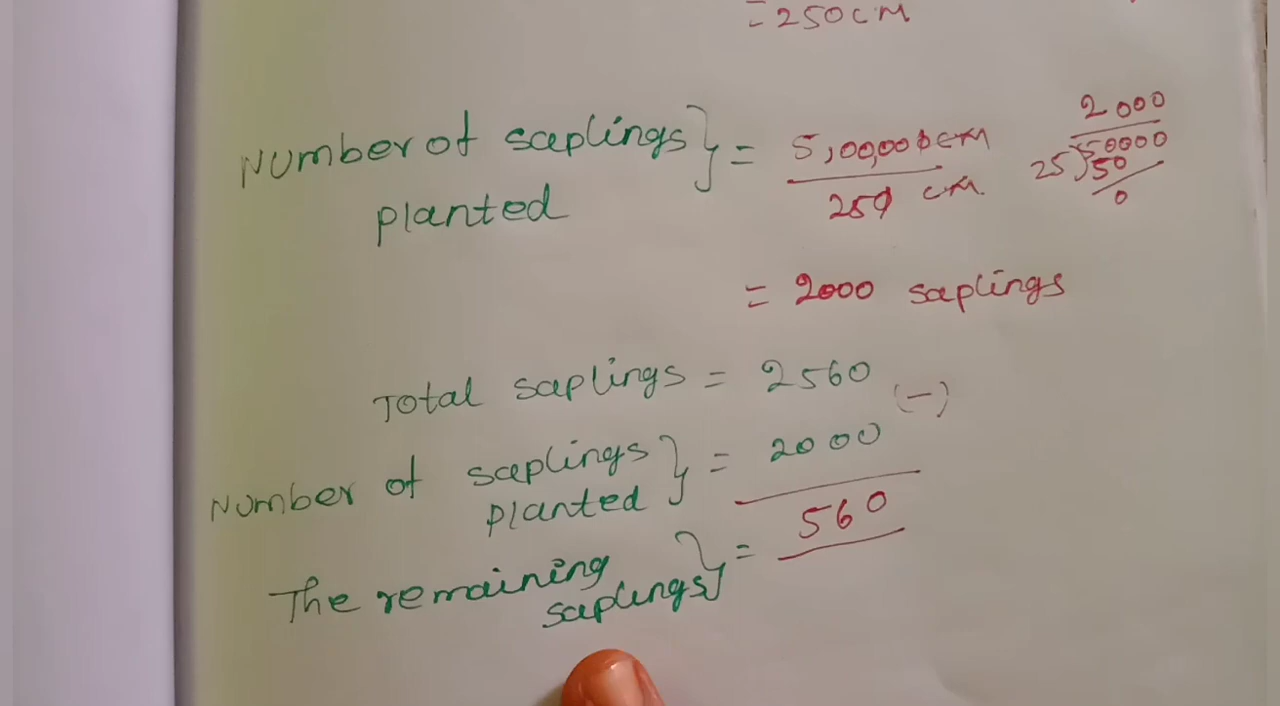 = 250 CM
Number of saplings } = 5,00,000 cm
planted
250 cm
2000
25)50000
50
0
= 2000 saplings
Total saplings = 2560 (-)
Number of saplings } = 2000
planted
560
The remaining } =
saplings